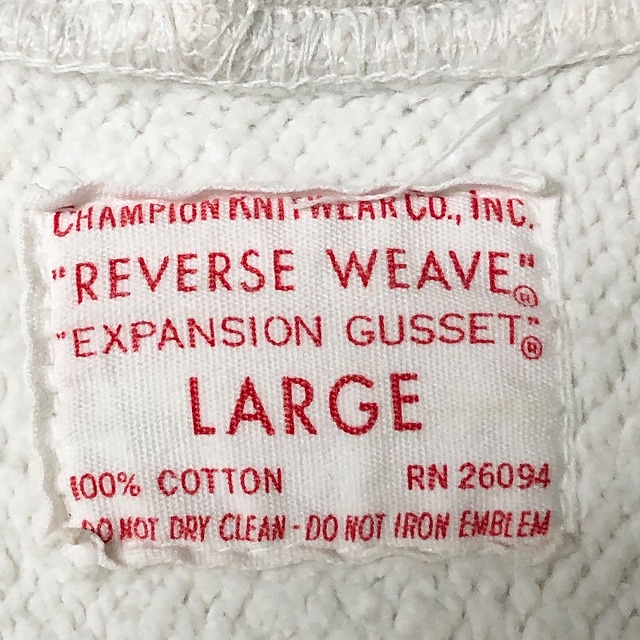 CHAMPION KNITWEAR CO., INC.
"REVERSE WEAVE"®
"EXPANSION GUSSET"®
LARGE
100% COTTON RN 26094
DO NOT DRY CLEAN - DO NOT IRON EMBLEM